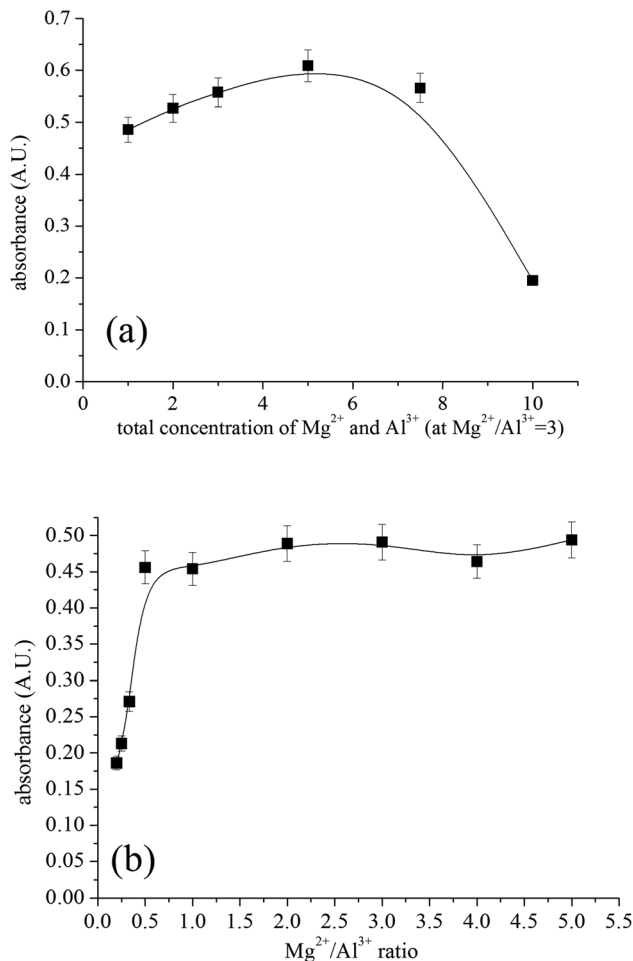 0.7
0.6
0.5
0.4
0.3
0.2
0.1
0.0
absorbance (A.U.)
(a)
0 2 4 6 8 10
total concentration of Mg²⁺ and Al³⁺ (at Mg²⁺/Al³⁺=3)
0.50
0.45
0.40
0.35
0.30
0.25
0.20
0.15
0.10
0.05
0.00
absorbance (A.U.)
(b)
0.0 0.5 1.0 1.5 2.0 2.5 3.0 3.5 4.0 4.5 5.0 5.5
Mg²⁺/Al³⁺ ratio